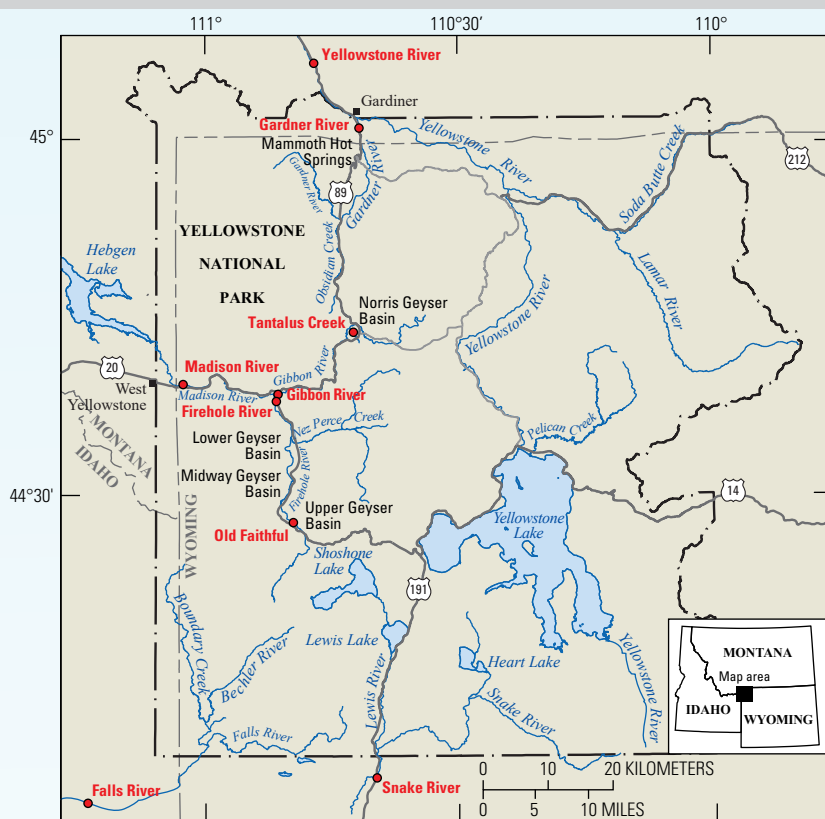 111°
110°30'
110°
Yellowstone River
Gardiner
Gardner River
Yellowstone River
45°
Mammoth Hot
Springs
Gardner River
Gardner River
89
Soda Butte Creek
212
YELLOWSTONE
NATIONAL
PARK
Hebgen
Lake
Obsidian Creek
Lamar River
Norris Geyser
Basin
Tantalus Creek
Yellowstone River
20
Madison River
West
Yellowstone
Madison River
Gibbon River
Gibbon River
Firehole River
Nez Perce Creek
Pelican Creek
MONTANA
IDAHO
Lower Geyser
Basin
Firehole River
Midway Geyser
Basin
44°30'
14
WYOMING
Upper Geyser
Basin
Old Faithful
Yellowstone
Lake
Shoshone
Lake
191
Boundary Creek
Bechler River
Lewis Lake
Lewis River
Heart Lake
Yellowstone River
Snake River
Falls River
MONTANA
Map area
IDAHO
WYOMING
Falls River
Snake River
0 10 20 KILOMETERS
0 5 10 MILES